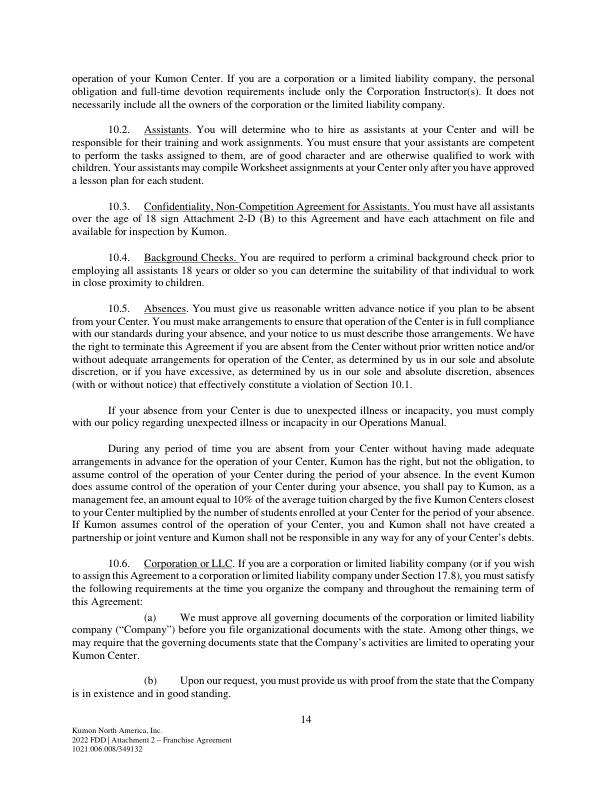 operation of your Kumon Center. If you are a corporation or a limited liability company, the personal
obligation and full-time devotion requirements include only the Corporation Instructor(s). It does not
necessarily include all the owners of the corporation or the limited liability company.
10.2. Assistants. You will determine who to hire as assistants at your Center and will be
responsible for their training and work assignments. You must ensure that your assistants are competent
to perform the tasks assigned to them, are of good character and are otherwise qualified to work with
children. Your assistants may compile Worksheet assignments at your Center only after you have approved
a lesson plan for each student.
10.3. Confidentiality, Non-Competition Agreement for Assistants. You must have all assistants
over the age of 18 sign Attachment 2-D (B) to this Agreement and have each attachment on file and
available for inspection by Kumon.
10.4. Background Checks. You are required to perform a criminal background check prior to
employing all assistants 18 years or older so you can determine the suitability of that individual to work
in close proximity to children.
10.5. Absences. You must give us reasonable written advance notice if you plan to be absent
from your Center. You must make arrangements to ensure that operation of the Center is in full compliance
with our standards during your absence, and your notice to us must describe those arrangements. We have
the right to terminate this Agreement if you are absent from the Center without prior written notice and/or
without adequate arrangements for operation of the Center, as determined by us in our sole and absolute
discretion, or if you have excessive, as determined by us in our sole and absolute discretion, absences
(with or without notice) that effectively constitute a violation of Section 10.1.
If your absence from your Center is due to unexpected illness or incapacity, you must comply
with our policy regarding unexpected illness or incapacity in our Operations Manual.
During any period of time you are absent from your Center without having made adequate
arrangements in advance for the operation of your Center, Kumon has the right, but not the obligation, to
assume control of the operation of your Center during the period of your absence. In the event Kumon
does assume control of the operation of your Center during your absence, you shall pay to Kumon, as a
management fee, an amount equal to 10% of the average tuition charged by the five Kumon Centers closest
to your Center multiplied by the number of students enrolled at your Center for the period of your absence.
If Kumon assumes control of the operation of your Center, you and Kumon shall not have created a
partnership or joint venture and Kumon shall not be responsible in any way for any of your Center's debts.
10.6. Corporation or LLC. If you are a corporation or limited liability company (or if you wish
to assign this Agreement to a corporation or limited liability company under Section 17.8), you must satisfy
the following requirements at the time you organize the company and throughout the remaining term of
this Agreement:
(a) We must approve all governing documents of the corporation or limited liability
company (“Company”) before you file organizational documents with the state. Among other things, we
may require that the governing documents state that the Company's activities are limited to operating your
Kumon Center.
(b) Upon our request, you must provide us with proof from the state that the Company
is in existence and in good standing.
14
Kumon North America, Inc.
2022 FDD | Attachment 2 – Franchise Agreement
1021.006.008/349132